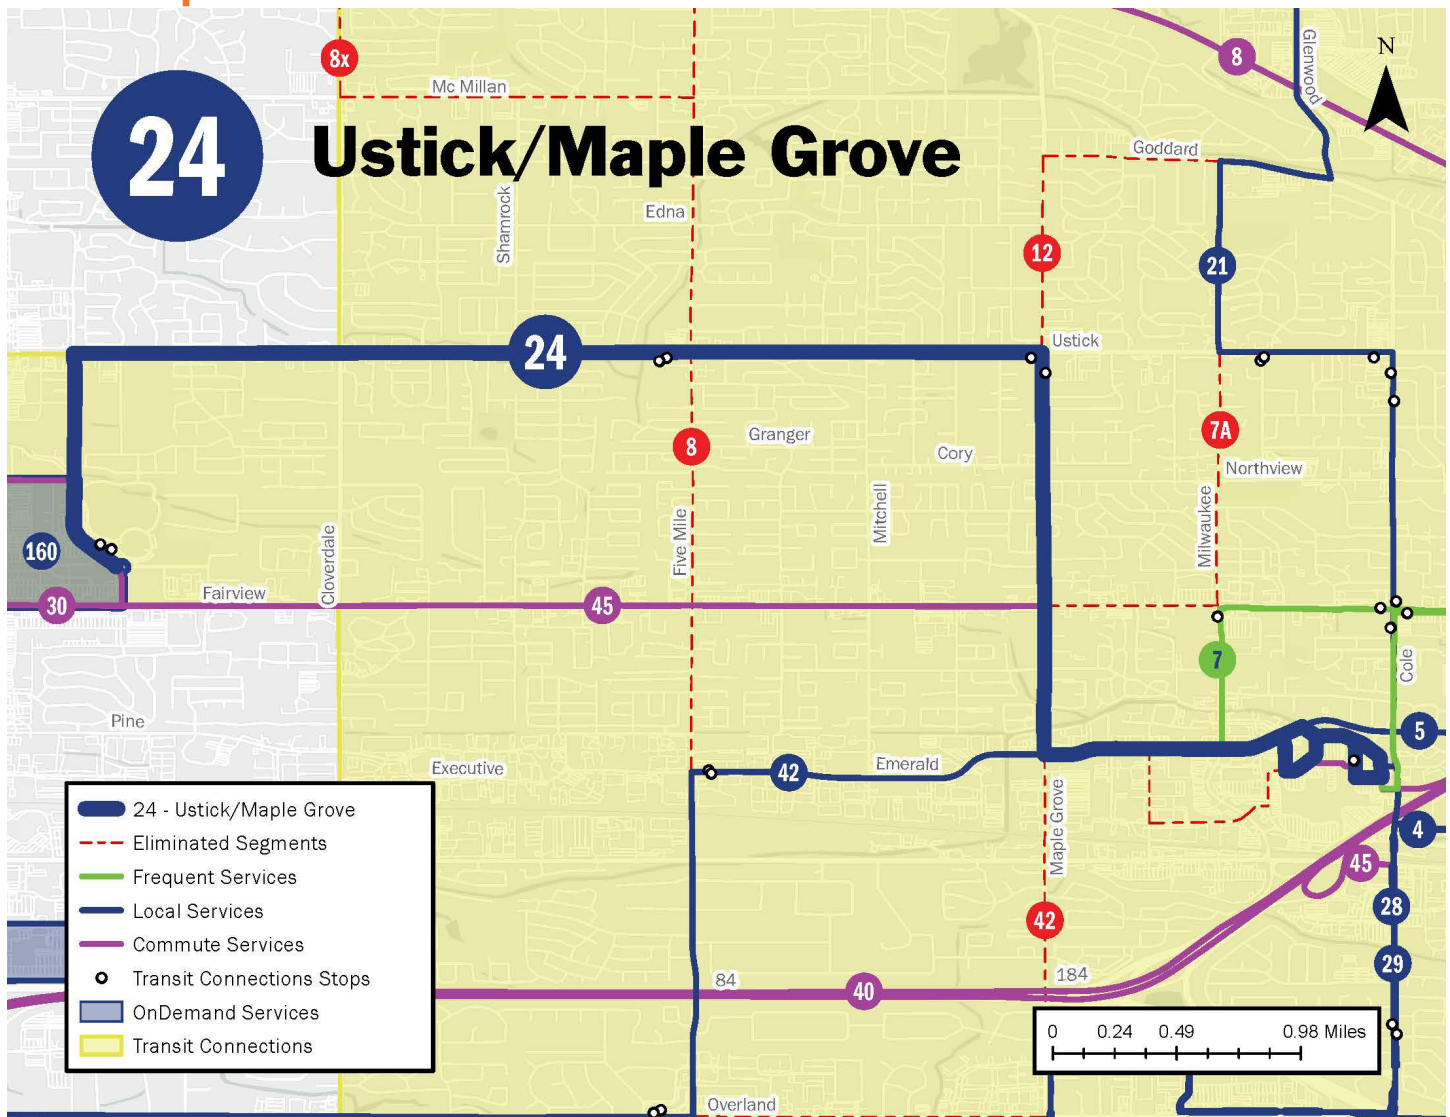 8x
Mc Millan
8
Glenwood
N
24
Ustick/Maple Grove
Goddard
Shamrock
Edna
12
21
24
Ustick
8
Granger
Cory
7A
Northview
Milwaukee
Mitchell
Five Mile
Cloverdale
160
30
Fairview
45
7
Cole
Pine
5
Executive
42
Emerald
Maple Grove
4
45
28
42
29
84
40
184
24 - Ustick/Maple Grove
Eliminated Segments
Frequent Services
Local Services
Commute Services
Transit Connections Stops
OnDemand Services
Transit Connections
0 0.24 0.49 0.98 Miles
Overland